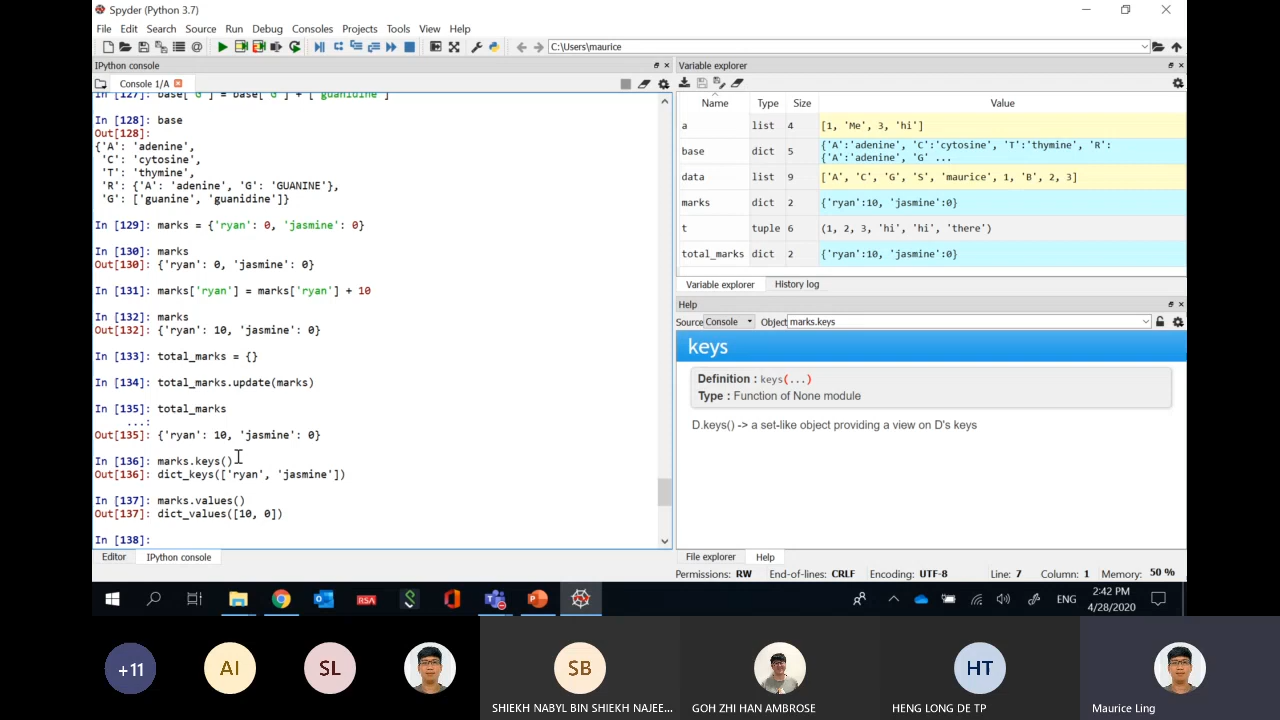 Spyder (Python 3.7)
File Edit Search Source Run Debug Consoles Projects Tools View Help
C:\Users\maurice
IPython console
Console 1/A
In [127]: base['G'] = base['G'] + ['guanidine']
In [128]: base
Out[128]:
{'A': 'adenine',
'C': 'cytosine',
'T': 'thymine',
'R': {'A': 'adenine', 'G': 'GUANINE'},
'G': ['guanine', 'guanidine']}
In [129]: marks = {'ryan': 0, 'jasmine': 0}
In [130]: marks
Out[130]: {'ryan': 0, 'jasmine': 0}
In [131]: marks['ryan'] = marks['ryan'] + 10
In [132]: marks
Out[132]: {'ryan': 10, 'jasmine': 0}
In [133]: total_marks = {}
In [134]: total_marks.update(marks)
In [135]: total_marks
...:
Out[135]: {'ryan': 10, 'jasmine': 0}
In [136]: marks.keys()
Out[136]: dict_keys(['ryan', 'jasmine'])
In [137]: marks.values()
Out[137]: dict_values([10, 0])
In [138]:
Editor IPython console
Variable explorer
Name Type Size Value
a list 4 [1, 'Me', 3, 'hi']
base dict 5 {'A':'adenine', 'C':'cytosine', 'T':'thymine', 'R':
{'A':'adenine', 'G' ...
data list 9 ['A', 'C', 'G', 'S', 'maurice', 1, 'B', 2, 3]
marks dict 2 {'ryan':10, 'jasmine':0}
t tuple 6 (1, 2, 3, 'hi', 'hi', 'there')
total_marks dict 2 {'ryan':10, 'jasmine':0}
Variable explorer History log
Help
Source Console Object marks.keys
keys
Definition : keys(...)
Type : Function of None module
D.keys() -> a set-like object providing a view on D's keys
File explorer Help
Permissions: RW End-of-lines: CRLF Encoding: UTF-8 Line: 7 Column: 1 Memory: 50 %
RSA
ENG
2:42 PM
4/28/2020
+11
AI
SL
SB
HT
SHIEKH NABYL BIN SHIEKH NAJEE...
GOH ZHI HAN AMBROSE
HENG LONG DE TP
Maurice Ling